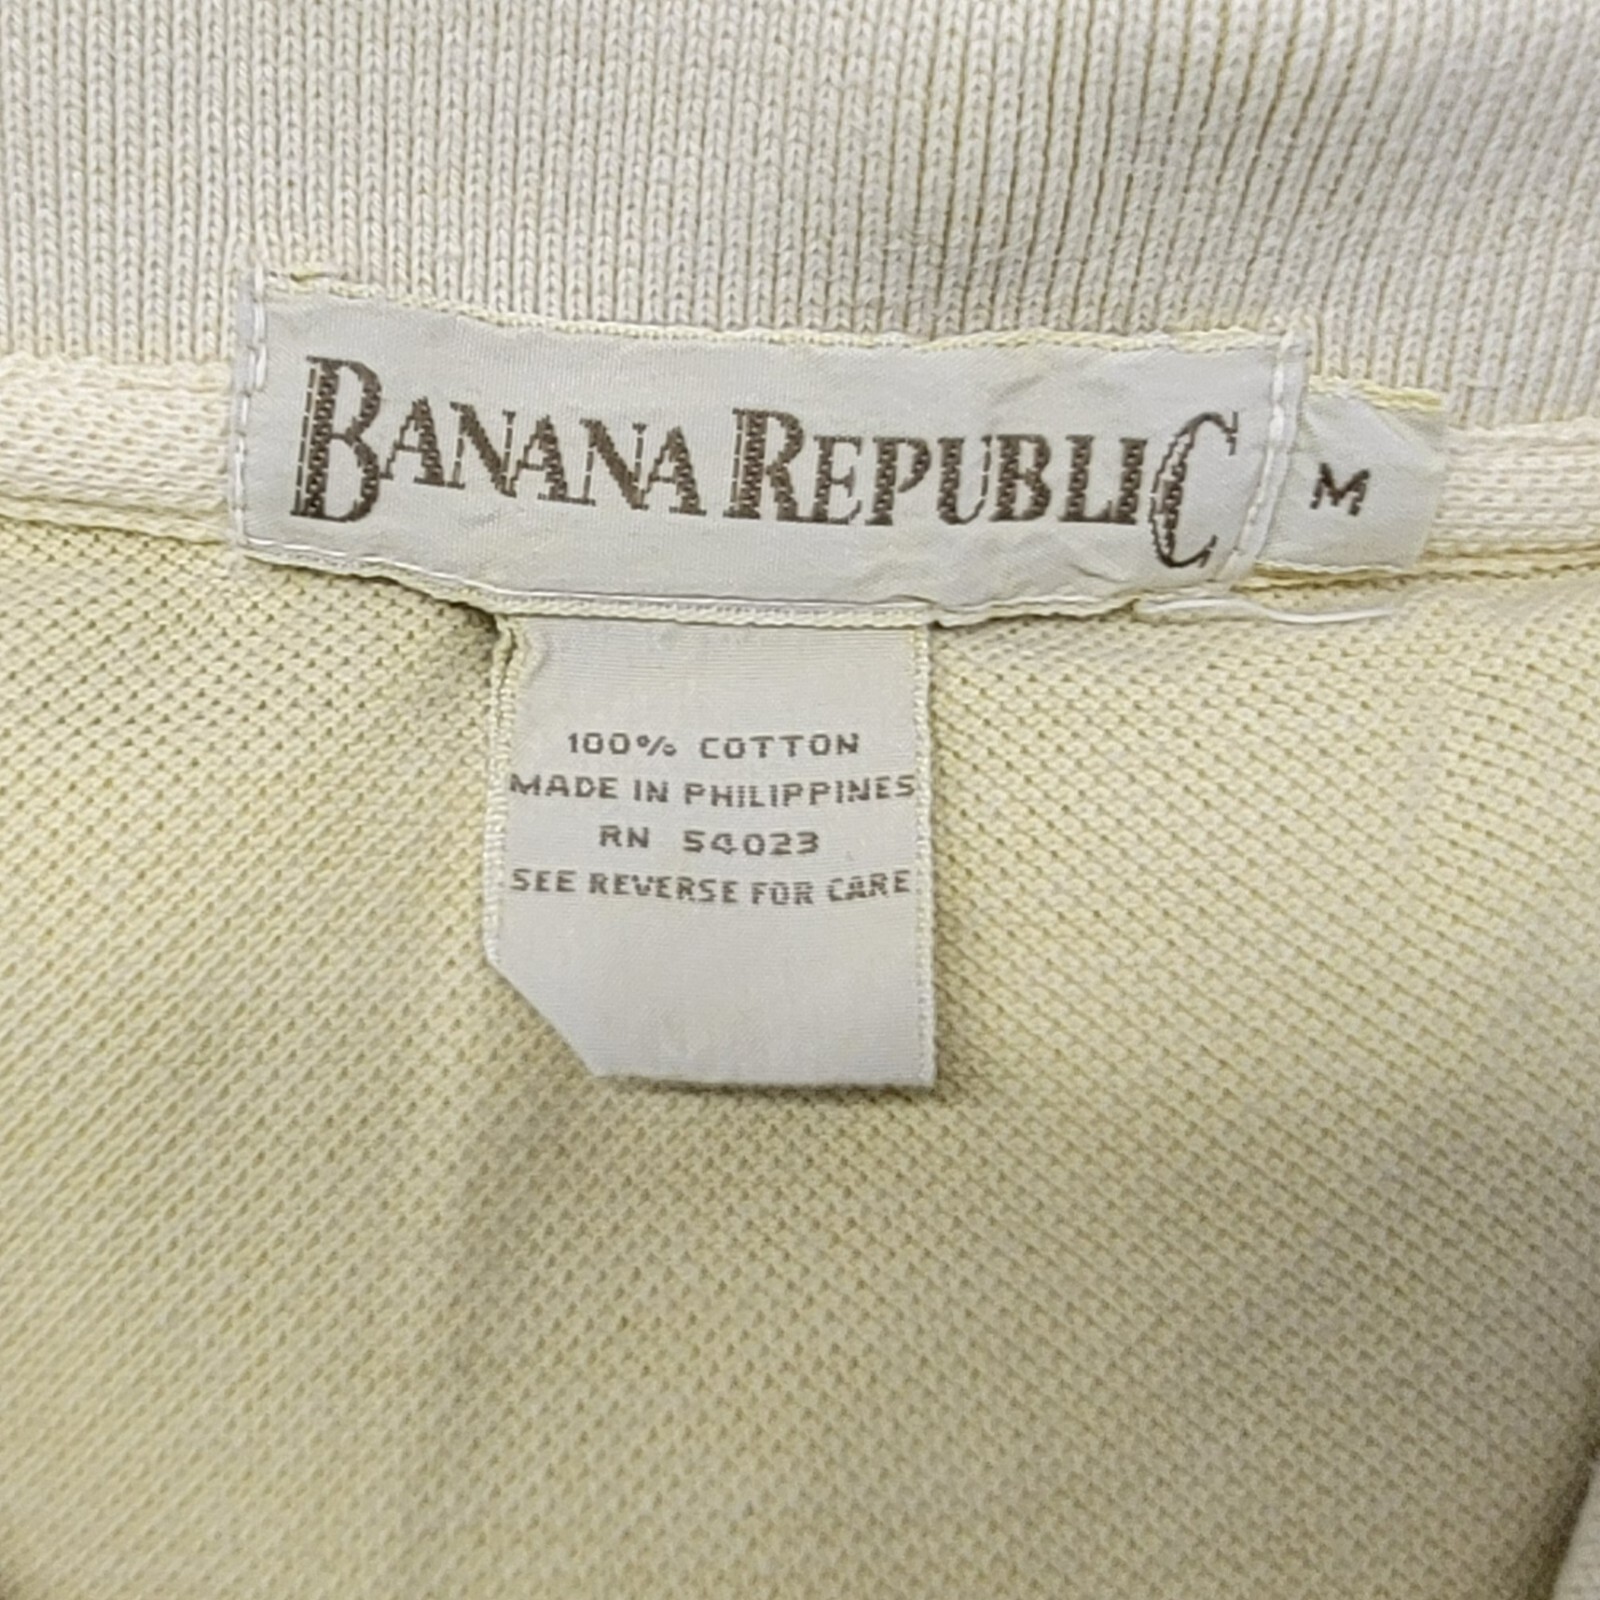 BANANA REPUBLIC
M
100% COTTON
MADE IN PHILIPPINES
RN 54023
SEE REVERSE FOR CARE